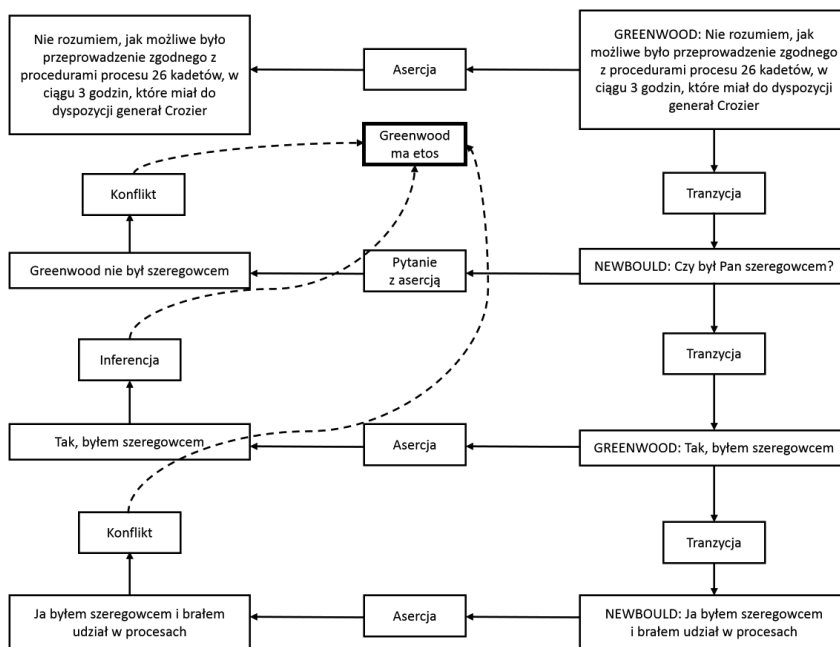 Nie rozumiem, jak możliwe było
przeprowadzenie zgodnego z
procedurami procesu 26 kadetów, w
ciągu 3 godzin, które miał do
dyspozycji generał Crozier
Asercja
GREENWOOD: Nie rozumiem, jak
możliwe było przeprowadzenie zgodnego
z procedurami procesu 26 kadetów, w
ciągu 3 godzin, które miał do dyspozycji
generał Crozier
Greenwood
ma etos
Konflikt
Tranzycja
Greenwood nie był szeregowcem
Pytanie
z asercją
NEWBOULD: Czy był Pan szeregowcem?
Inferencja
Tranzycja
Tak, byłem szeregowcem
Asercja
GREENWOOD: Tak, byłem szeregowcem
Konflikt
Tranzycja
Ja byłem szeregowcem i brałem
udział w procesach
Asercja
NEWBOULD: Ja byłem szeregowcem
i brałem udział w procesach